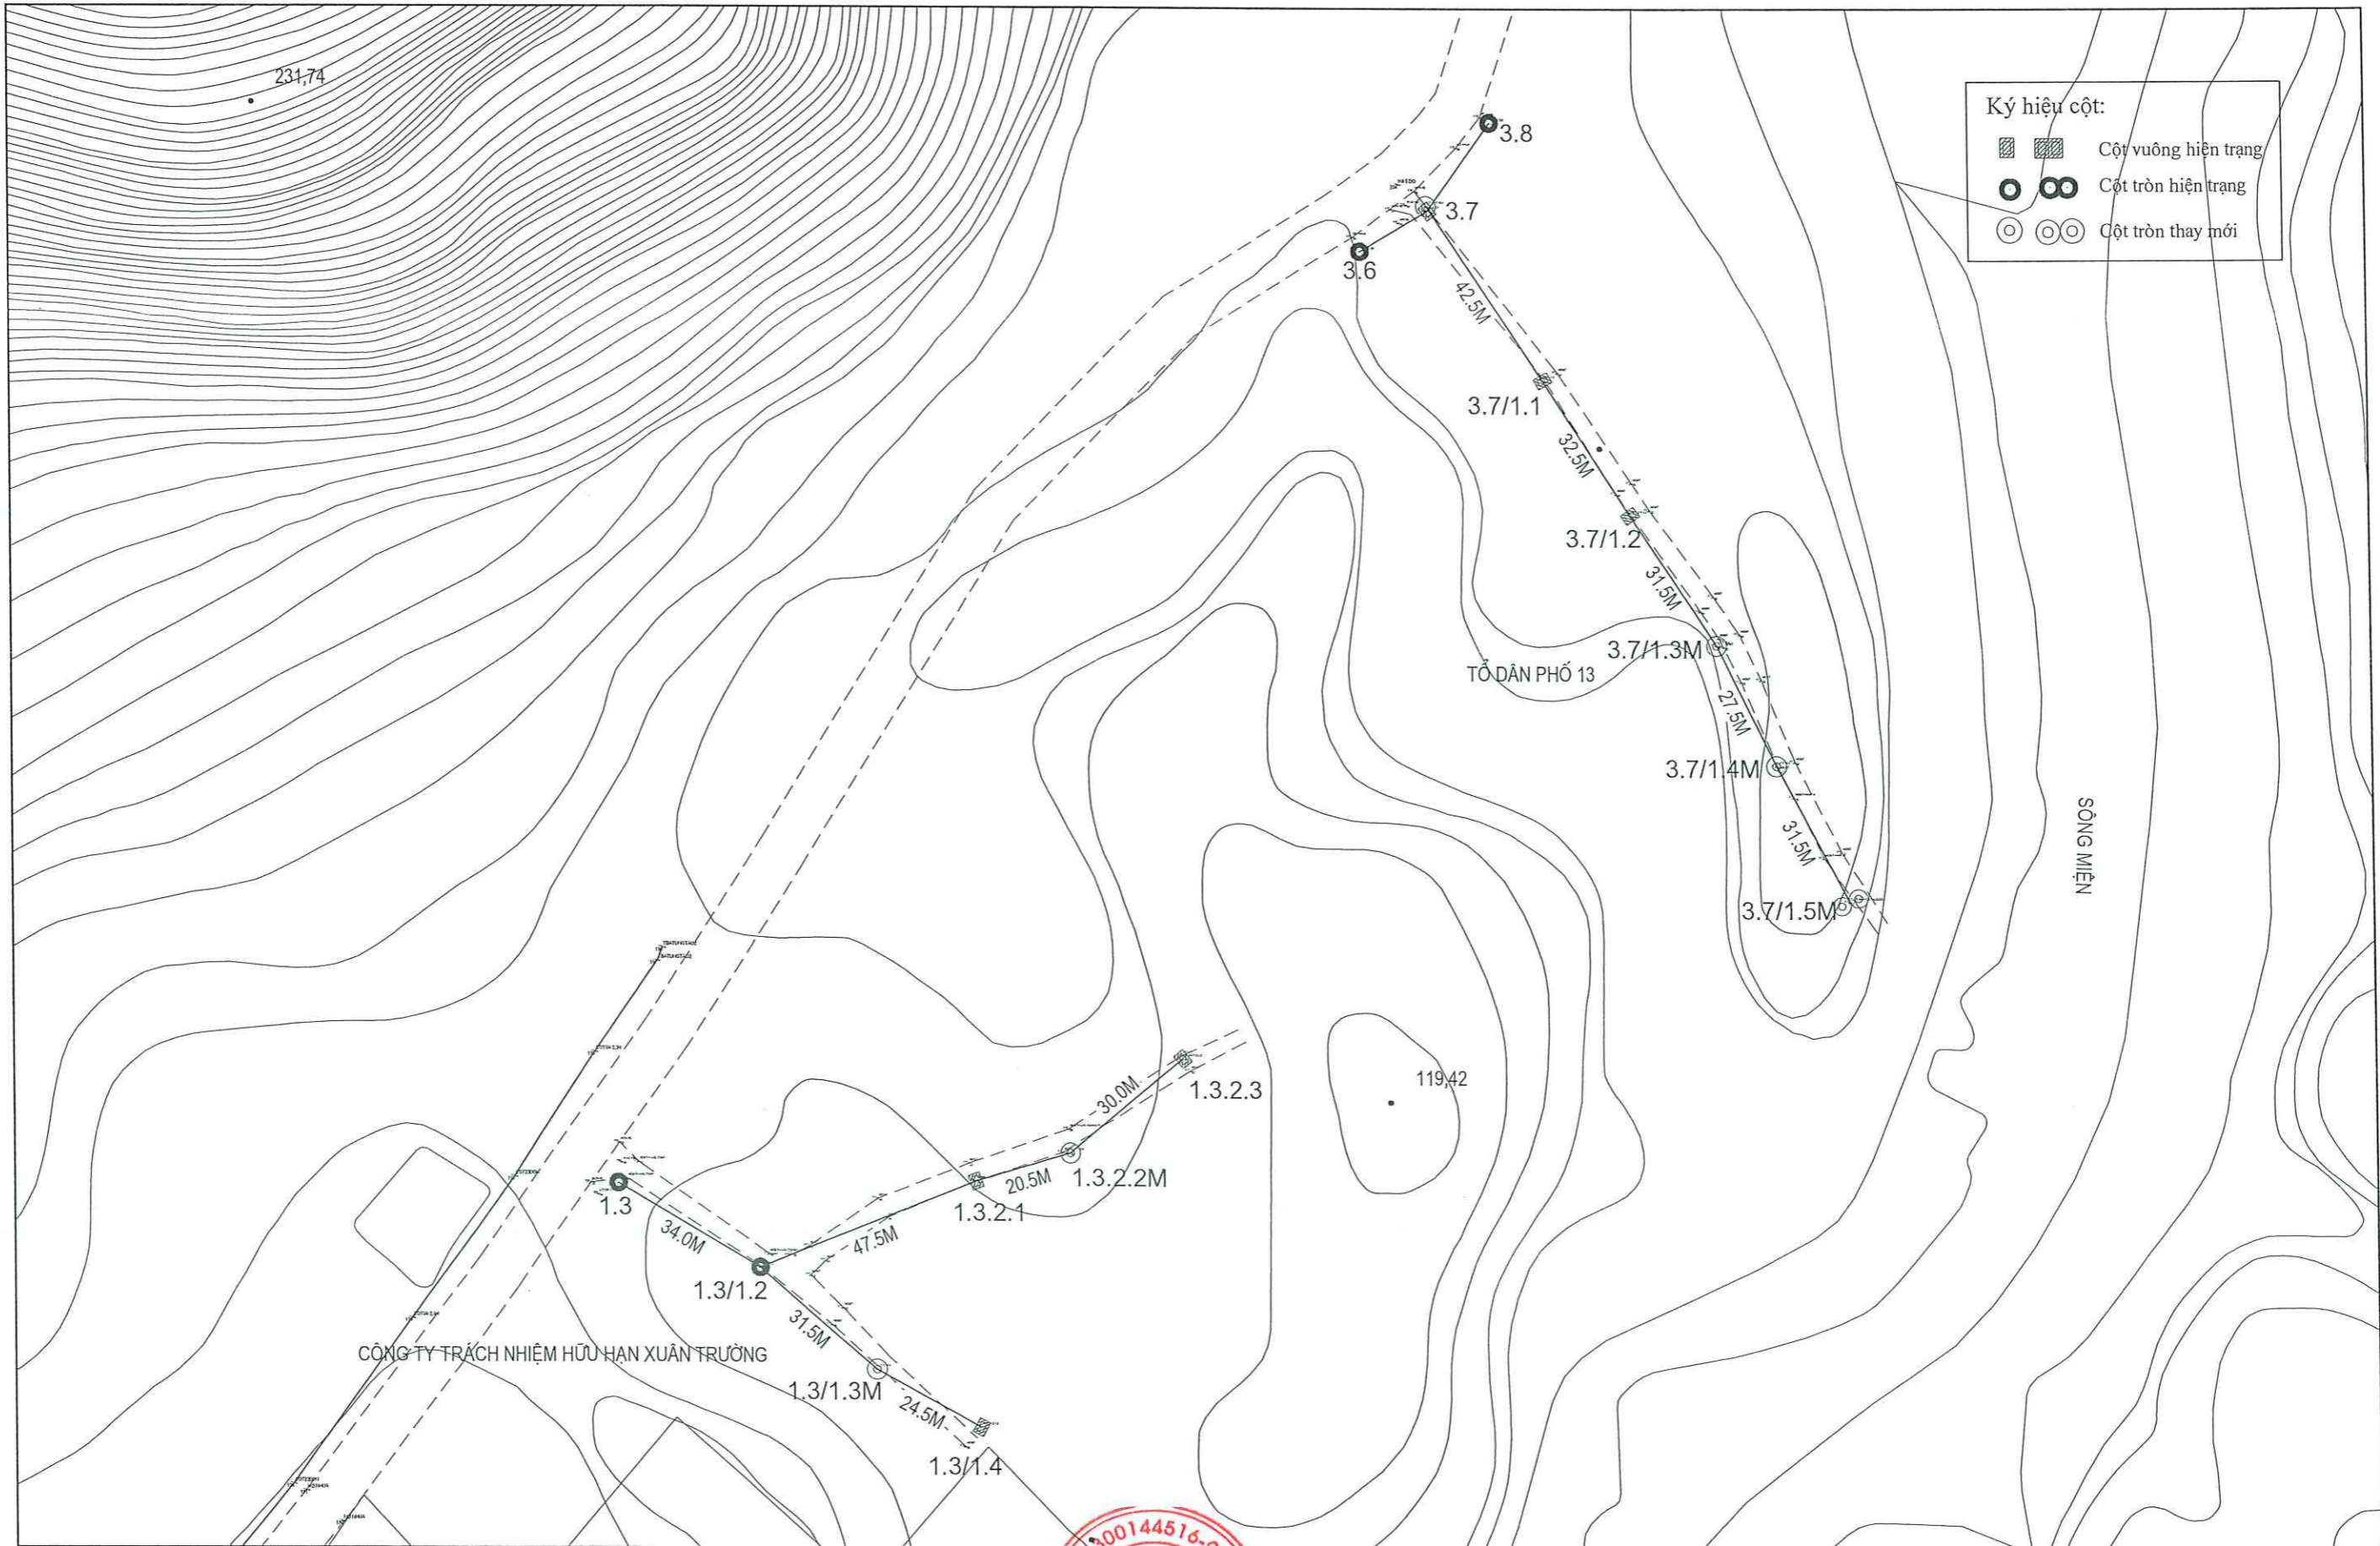 231,74
Ký hiệu cột:
Cột vuông hiện trạng
Cột tròn hiện trạng
Cột tròn thay mới
3.8
3.7
3.6
42.5M
3.7/1.1
32.5M
3.7/1.2
31.5M
3.7/1.3M
TỔ DÂN PHỐ 13
27.5M
3.7/1.4M
31.5M
3.7/1.5M
SÔNG MIỆN
119,42
30.0M
1.3.2.3
1.3.2.2M
20.5M
1.3.2.1
1.3
34.0M
47.5M
1.3/1.2
31.5M
CÔNG TY TRÁCH NHIỆM HỮU HẠN XUÂN TRƯỜNG
1.3/1.3M
24.5M
1.3/1.4